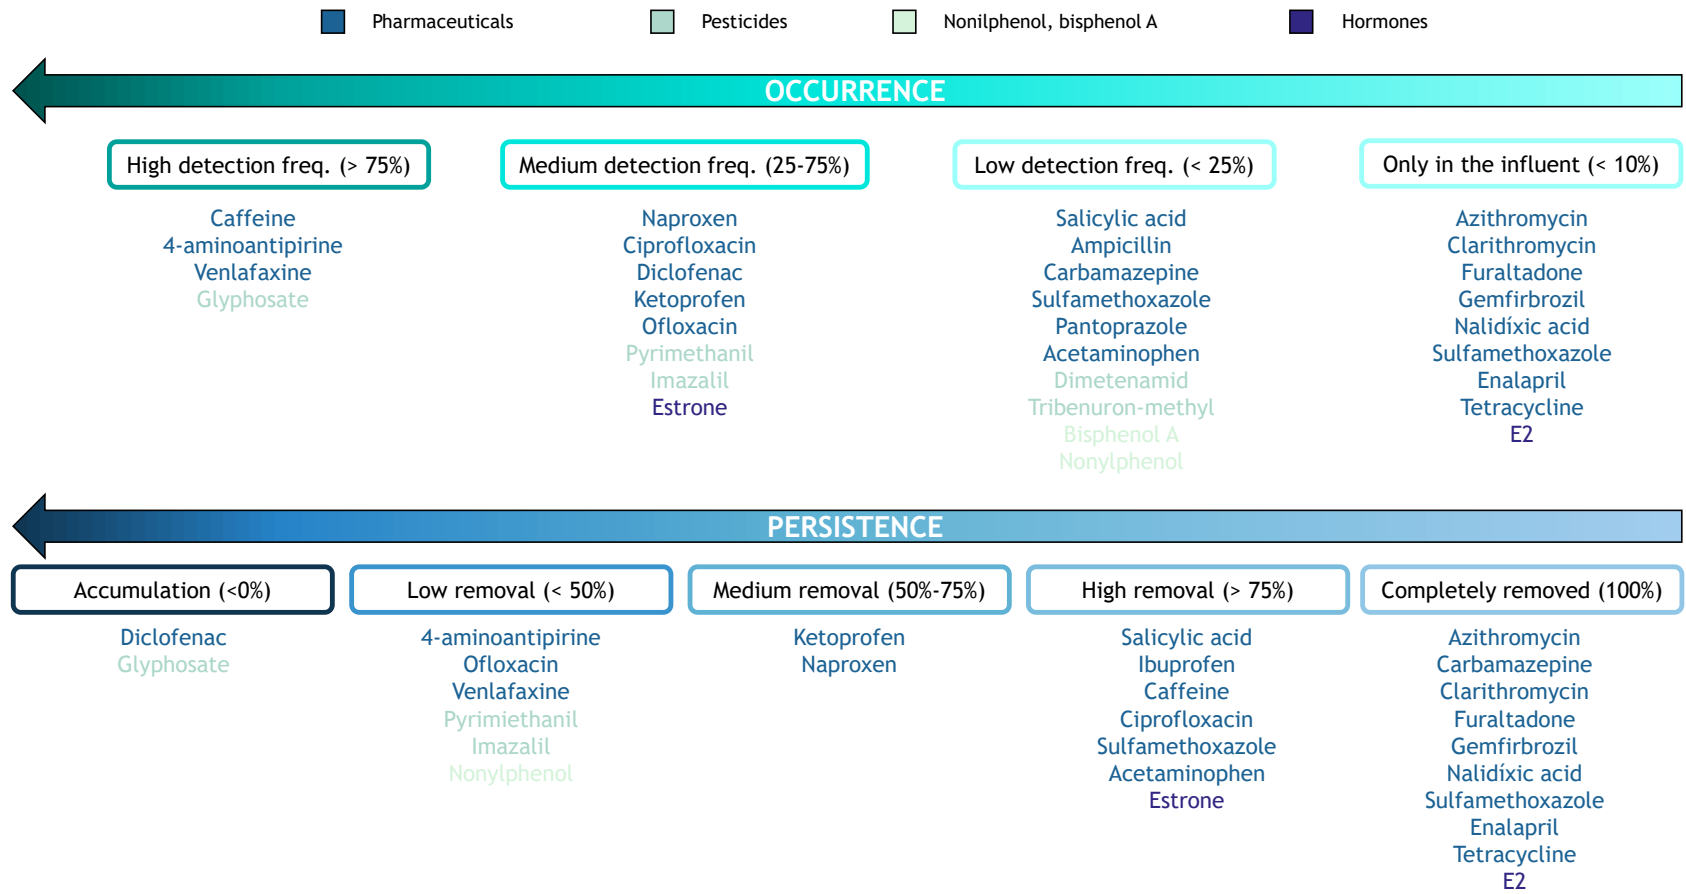 Pharmaceuticals
Pesticides
Nonilphenol, bisphenol A
Hormones
OCCURRENCE
High detection freq. (> 75%)
Caffeine
4-aminoantipirine
Venlafaxine
Glyphosate
Medium detection freq. (25-75%)
Naproxen
Ciprofloxacin
Diclofenac
Ketoprofen
Ofloxacin
Pyrimethanil
Imazalil
Estrone
Low detection freq. (< 25%)
Salicylic acid
Ampicillin
Carbamazepine
Sulfamethoxazole
Pantoprazole
Acetaminophen
Dimetenamid
Tribenuron-methyl
Bisphenol A
Nonylphenol
Only in the influent (< 10%)
Azithromycin
Clarithromycin
Furaltadone
Gemfirbrozil
Nalidíxic acid
Sulfamethoxazole
Enalapril
Tetracycline
E2
PERSISTENCE
Accumulation (<0%)
Diclofenac
Glyphosate
Low removal (< 50%)
4-aminoantipirine
Ofloxacin
Venlafaxine
Pyrimiethanil
Imazalil
Nonylphenol
Medium removal (50%-75%)
Ketoprofen
Naproxen
High removal (> 75%)
Salicylic acid
Ibuprofen
Caffeine
Ciprofloxacin
Sulfamethoxazole
Acetaminophen
Estrone
Completely removed (100%)
Azithromycin
Carbamazepine
Clarithromycin
Furaltadone
Gemfirbrozil
Nalidíxic acid
Sulfamethoxazole
Enalapril
Tetracycline
E2